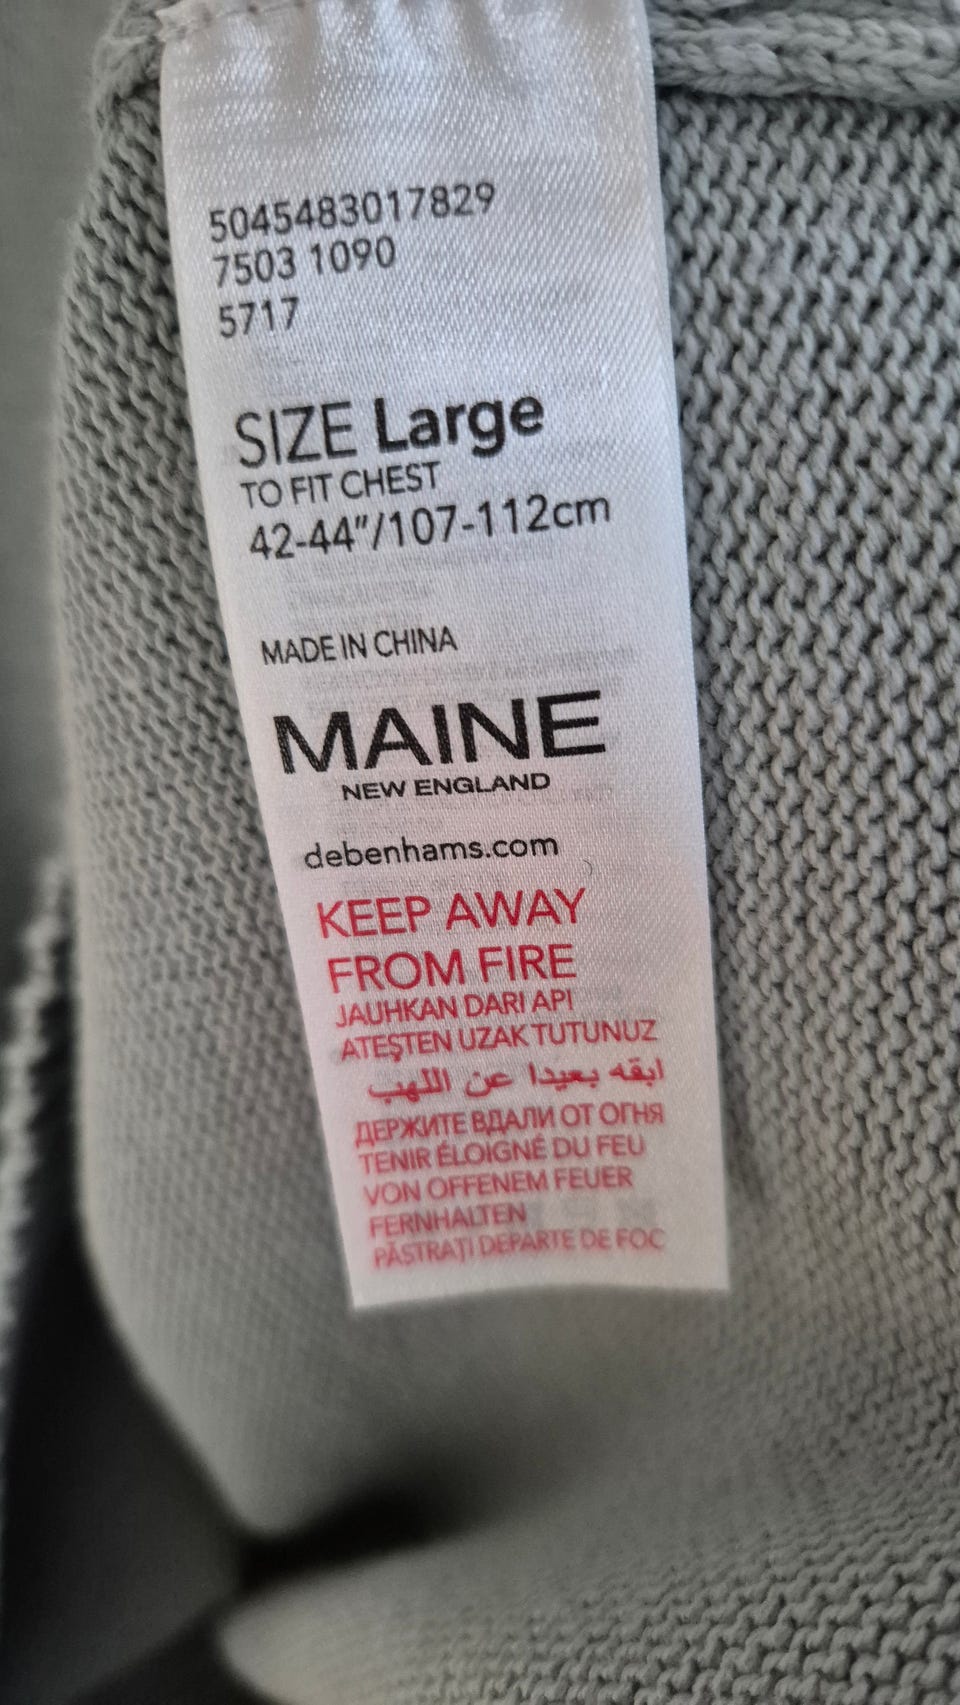 5045483017829
7503 1090
5717
SIZE Large
TO FIT CHEST
42-44"/107-112cm
MADE IN CHINA
MAINE
NEW ENGLAND
debenhams.com
KEEP AWAY
FROM FIRE
JAUHKAN DARI API
ATEŞTEN UZAK TUTUNUZ
ابقه بعيدا عن اللهب
ДЕРЖИТЕ ВДАЛИ ОТ ОГНЯ
TENIR ÉLOIGNÉ DU FEU
VON OFFENEM FEUER
FERNHALTEN
PĂSTRAŢI DEPARTE DE FOC